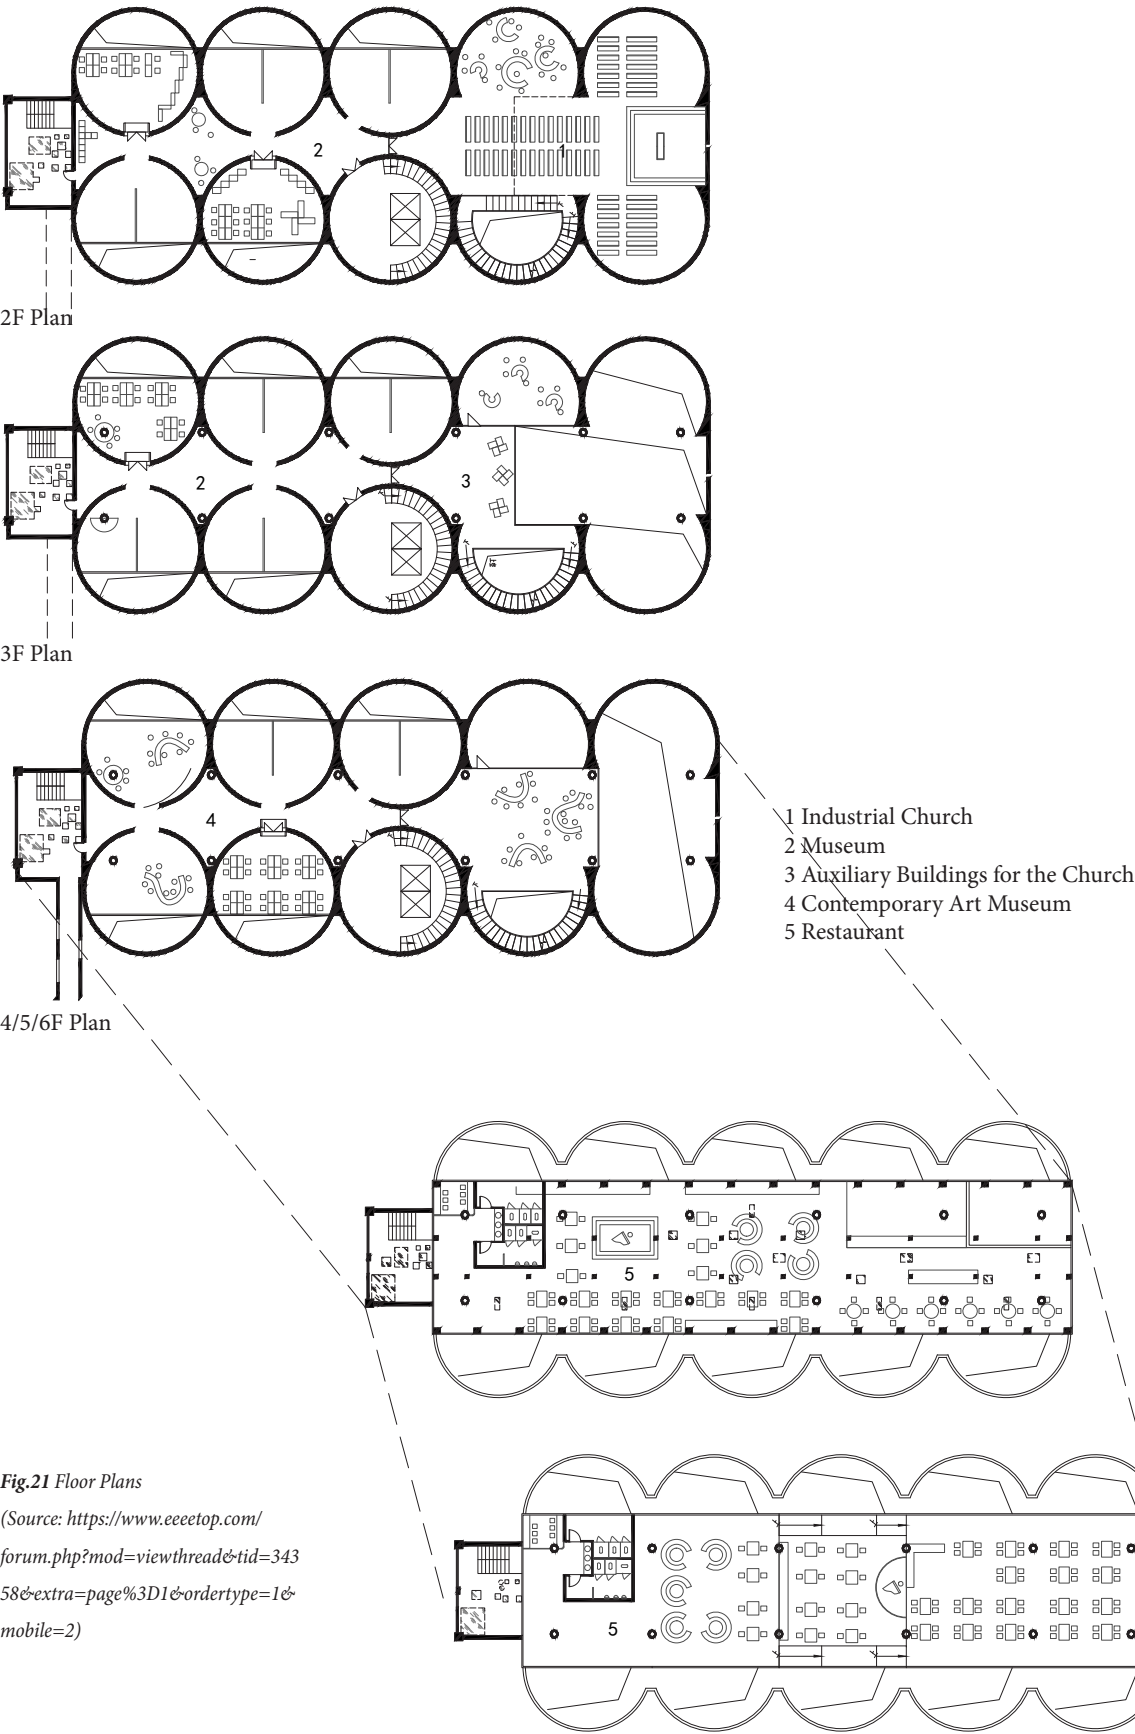 2
1
2F Plan
2
3
3F Plan
4
1 Industrial Church
2 Museum
3 Auxiliary Buildings for the Church
4 Contemporary Art Museum
5 Restaurant
4/5/6F Plan
5
Fig.21 Floor Plans
(Source: https://www.eeeetop.com/
forum.php?mod=viewthread&tid=343
58&extra=page%3D1&ordertype=1&
mobile=2)
5